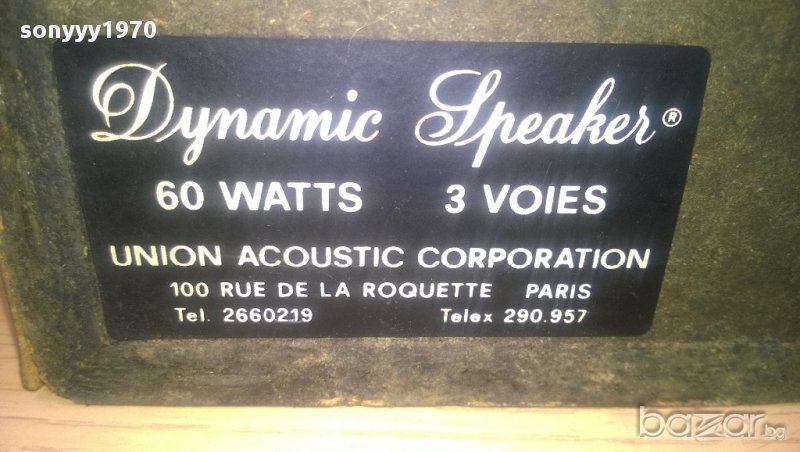 sonyyy1970
Dynamic Speaker®
60 WATTS 3 VOIES
UNION ACOUSTIC CORPORATION
100 RUE DE LA ROQUETTE PARIS
Tel. 2660219 Telex 290.957
bazar.bg